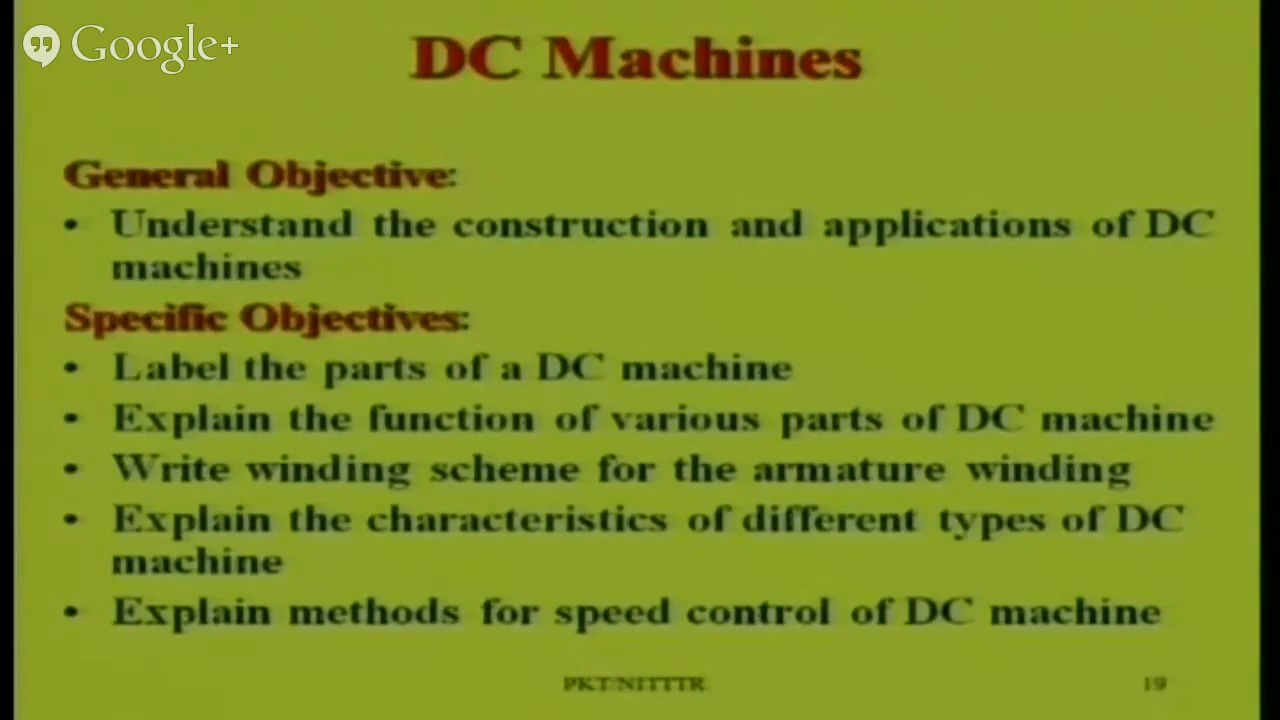 Google+
DC Machines
General Objective:
• Understand the construction and applications of DC
machines
Specific Objectives:
• Label the parts of a DC machine
• Explain the function of various parts of DC machine
• Write winding scheme for the armature winding
• Explain the characteristics of different types of DC
machine
• Explain methods for speed control of DC machine
PKT/NITTTR 19